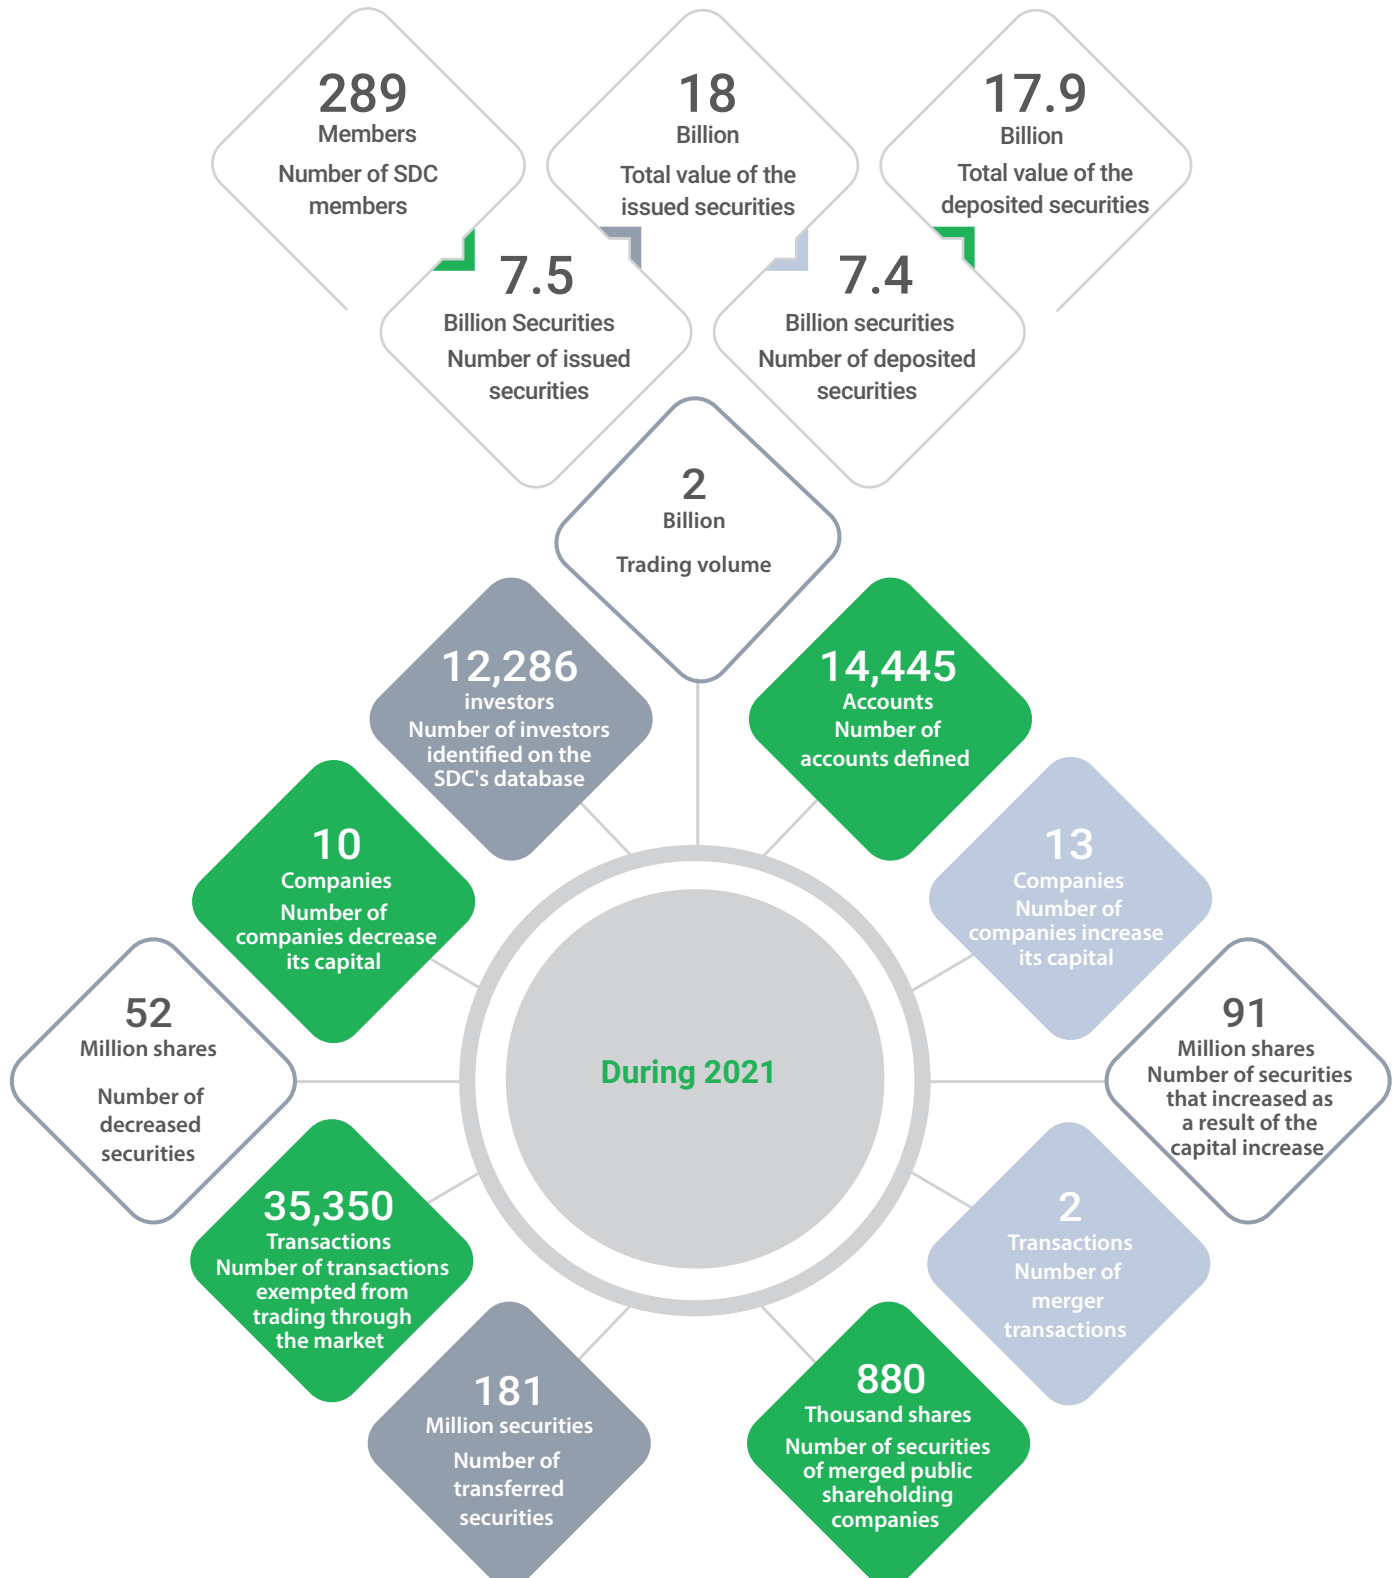 289
Members
Number of SDC
members
18
Billion
Total value of the
issued securities
17.9
Billion
Total value of the
deposited securities
7.5
Billion Securities
Number of issued
securities
7.4
Billion securities
Number of deposited
securities
2
Billion
Trading volume
12,286
investors
Number of investors
identified on the
SDC's database
14,445
Accounts
Number of
accounts defined
10
Companies
Number of
companies decrease
its capital
13
Companies
Number of
companies increase
its capital
52
Million shares
Number of
decreased
securities
During 2021
91
Million shares
Number of securities
that increased as
a result of the
capital increase
35,350
Transactions
Number of transactions
exempted from
trading through
the market
2
Transactions
Number of
merger
transactions
181
Million securities
Number of
transferred
securities
880
Thousand shares
Number of securities
of merged public
shareholding
companies